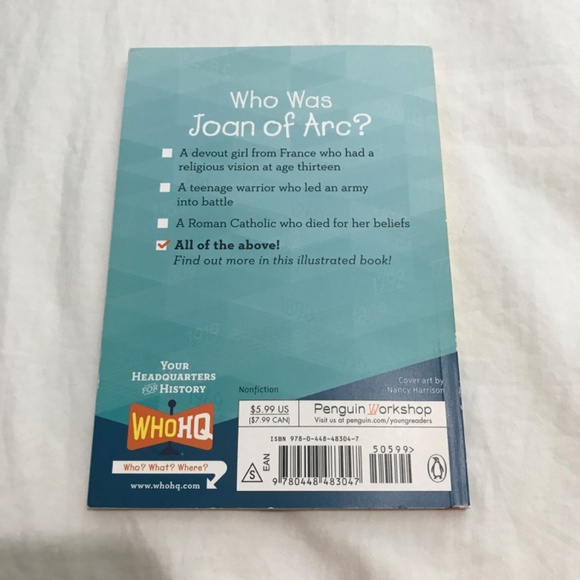 Who Was
Joan of Arc?
A devout girl from France who had a
religious vision at age thirteen
A teenage warrior who led an army
into battle
A Roman Catholic who died for her beliefs
All of the above!
Find out more in this illustrated book!
Your
Headquarters
for History
WHOHQ
Who? What? Where?
www.whohq.com
Nonfiction
Cover art by
Nancy Harrison
$5.99 US
($7.99 CAN)
Penguin Workshop
Visit us at penguin.com/youngreaders
ISBN 978-0-448-48304-7
50599>
EAN
S
9 780448 483047